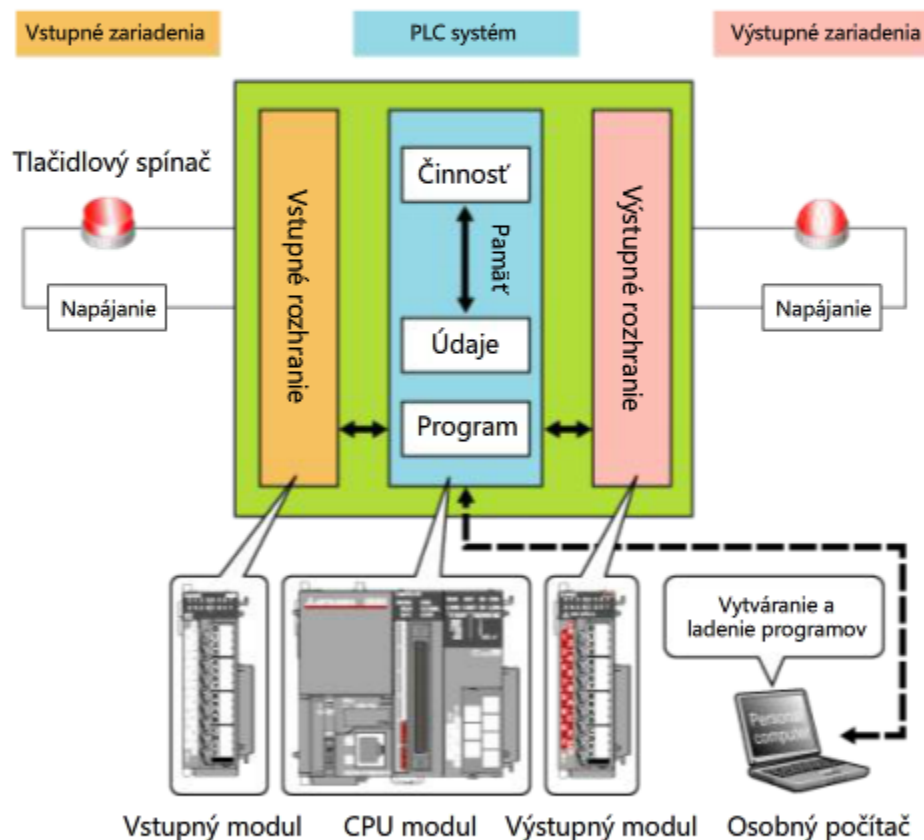 Vstupné zariadenia
PLC systém
Výstupné zariadenia
Tlačidlový spínač
Napájanie
Vstupné rozhranie
Činnosť
Pamäť
Údaje
Program
Výstupné rozhranie
Napájanie
Vytváranie a
ladenie programov
Personal
computer
Vstupný modul
CPU modul
Výstupný modul
Osobný počítač